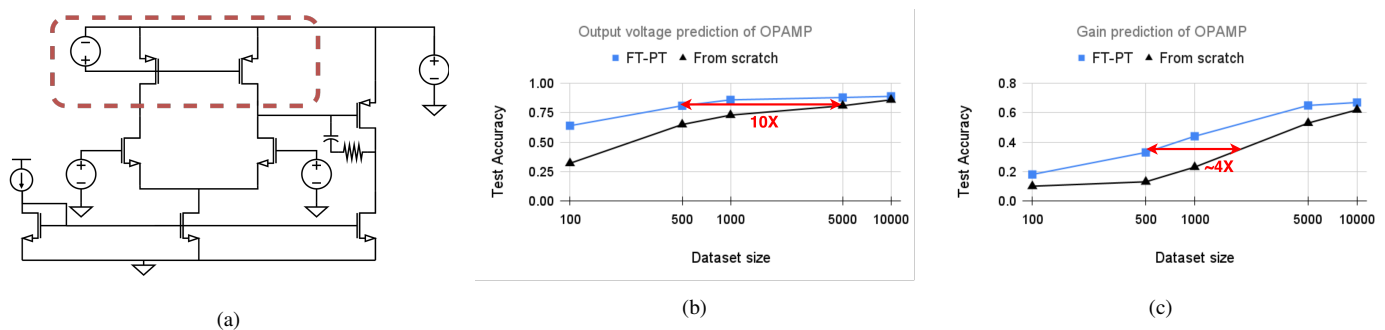 (a)
Output voltage prediction of OPAMP
FT-PT From scratch
Test Accuracy
1.00
0.75
0.50
0.25
0.00
10X
100 500 1000 5000 10000
Dataset size
(b)
Gain prediction of OPAMP
FT-PT From scratch
Test Accuracy
0.8
0.6
0.4
0.2
0.0
~4X
100 500 1000 5000 10000
Dataset size
(c)